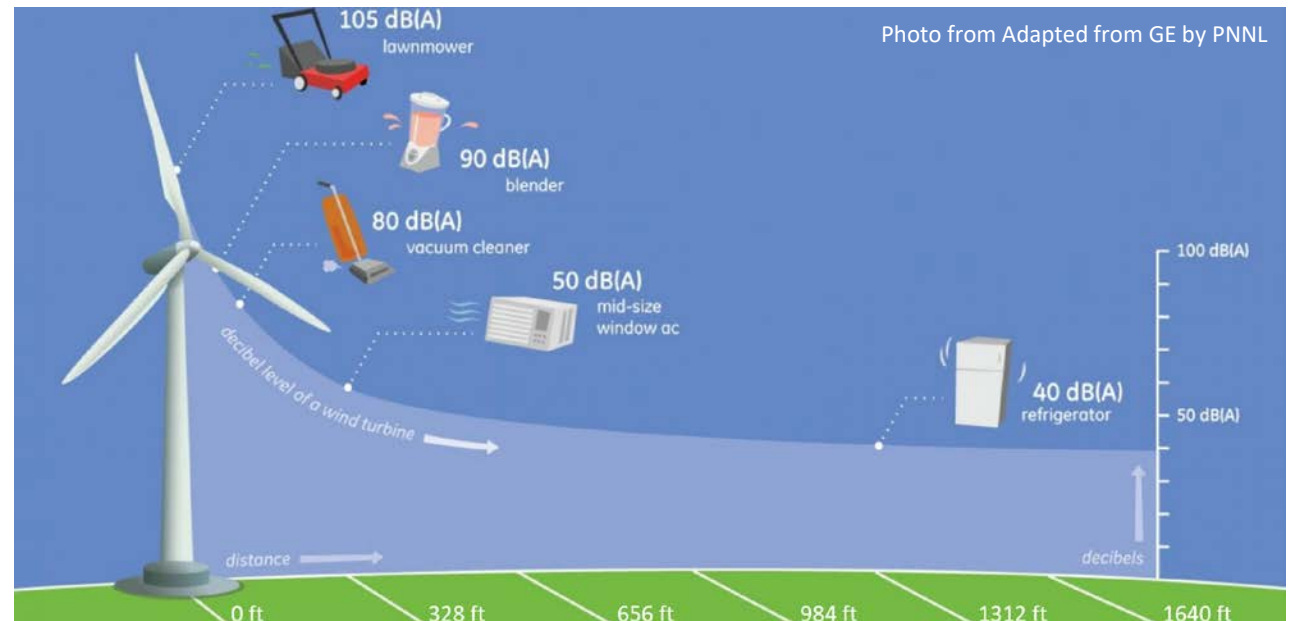 105 dB(A)
lawnmower
Photo from Adapted from GE by PNNL
90 dB(A)
blender
80 dB(A)
vacuum cleaner
50 dB(A)
mid-size
window ac
100 dB(A)
decibel level of a wind turbine
40 dB(A)
refrigerator
50 dB(A)
distance
decibels
0 ft
328 ft
656 ft
984 ft
1312 ft
1640 ft